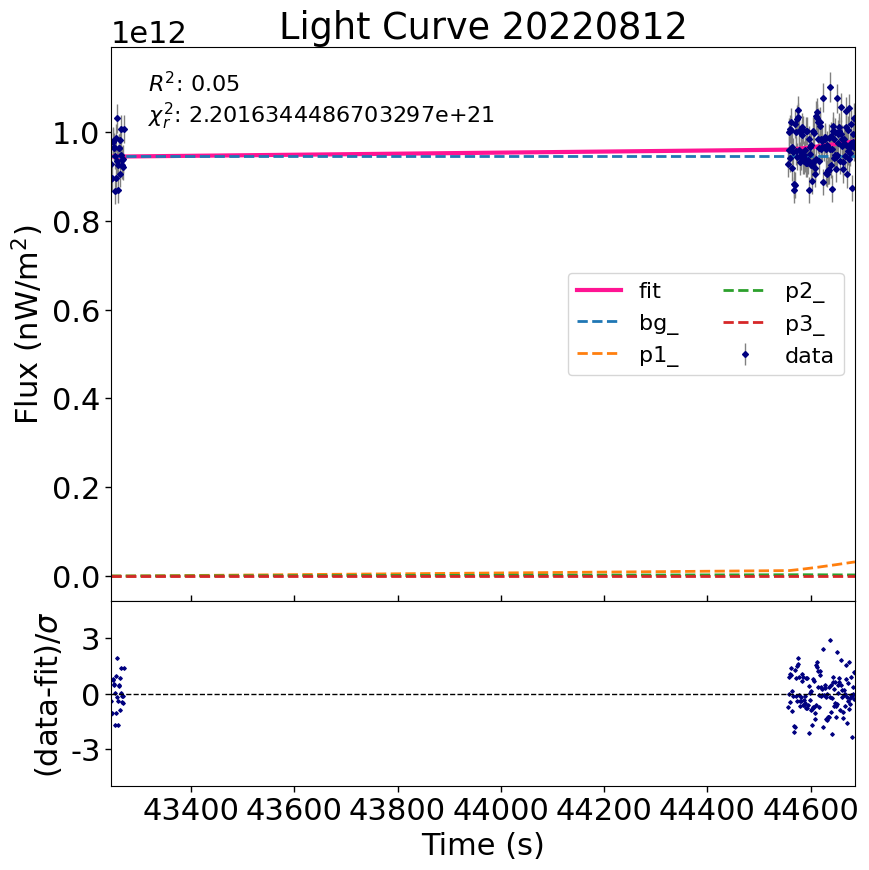 Light Curve 20220812
1e12
R²: 0.05
χ²ᵣ: 2.2016344486703297e+21
1.0
0.8
0.6
0.4
0.2
0.0
Flux (nW/m²)
fit
bg_
p1_
p2_
p3_
data
3
0
-3
(data-fit)/σ
43400 43600 43800 44000 44200 44400 44600
Time (s)